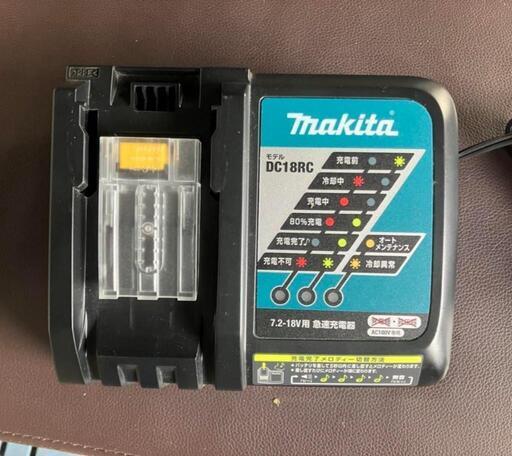 makita
モデル
DC18RC
充電前
冷却中
充電中
80%充電
充電完了♪
オート
メンテナンス
充電不可
冷却異常
7.2-18V用 急速充電器
AC100V専用
充電完了メロディー切替方法